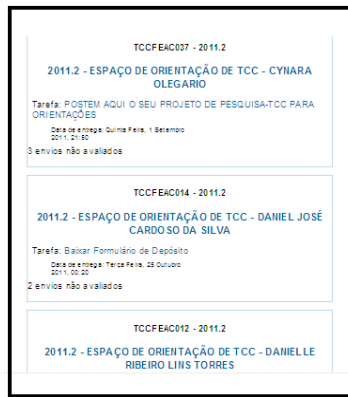 TCCFEAC037 - 2011.2
2011.2 - ESPAÇO DE ORIENTAÇÃO DE TCC - CYNARA
OLEGARIO
Tarefa: POSTEM AQUI O SEU PROJETO DE PESQUISA-TCC PARA
ORIENTAÇÕES
Data de entrega: Quinta Feira, 1 Setembro
2011, 21:50
3 envios não avaliados
TCCFEAC014 - 2011.2
2011.2 - ESPAÇO DE ORIENTAÇÃO DE TCC - DANIEL JOSÉ
CARDOSO DA SILVA
Tarefa: Baixar Formulário de Depósito
Data de entrega: Terça Feira, 25 Outubro
2011, 00:20
2 envios não avaliados
TCCFEAC012 - 2011.2
2011.2 - ESPAÇO DE ORIENTAÇÃO DE TCC - DANIELLE
RIBEIRO LINS TORRES